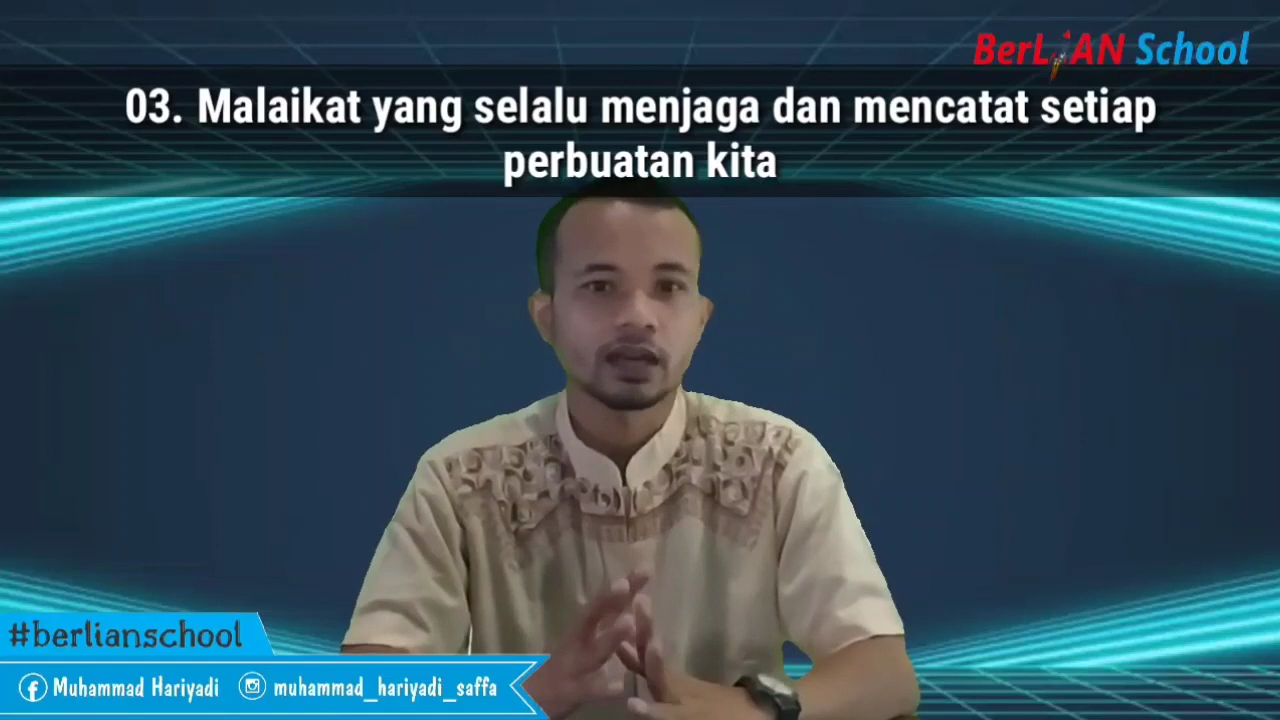 BerLiAN School
03. Malaikat yang selalu menjaga dan mencatat setiap
perbuatan kita
#berlianschool
Muhammad Hariyadi muhammad_hariyadi_saffa